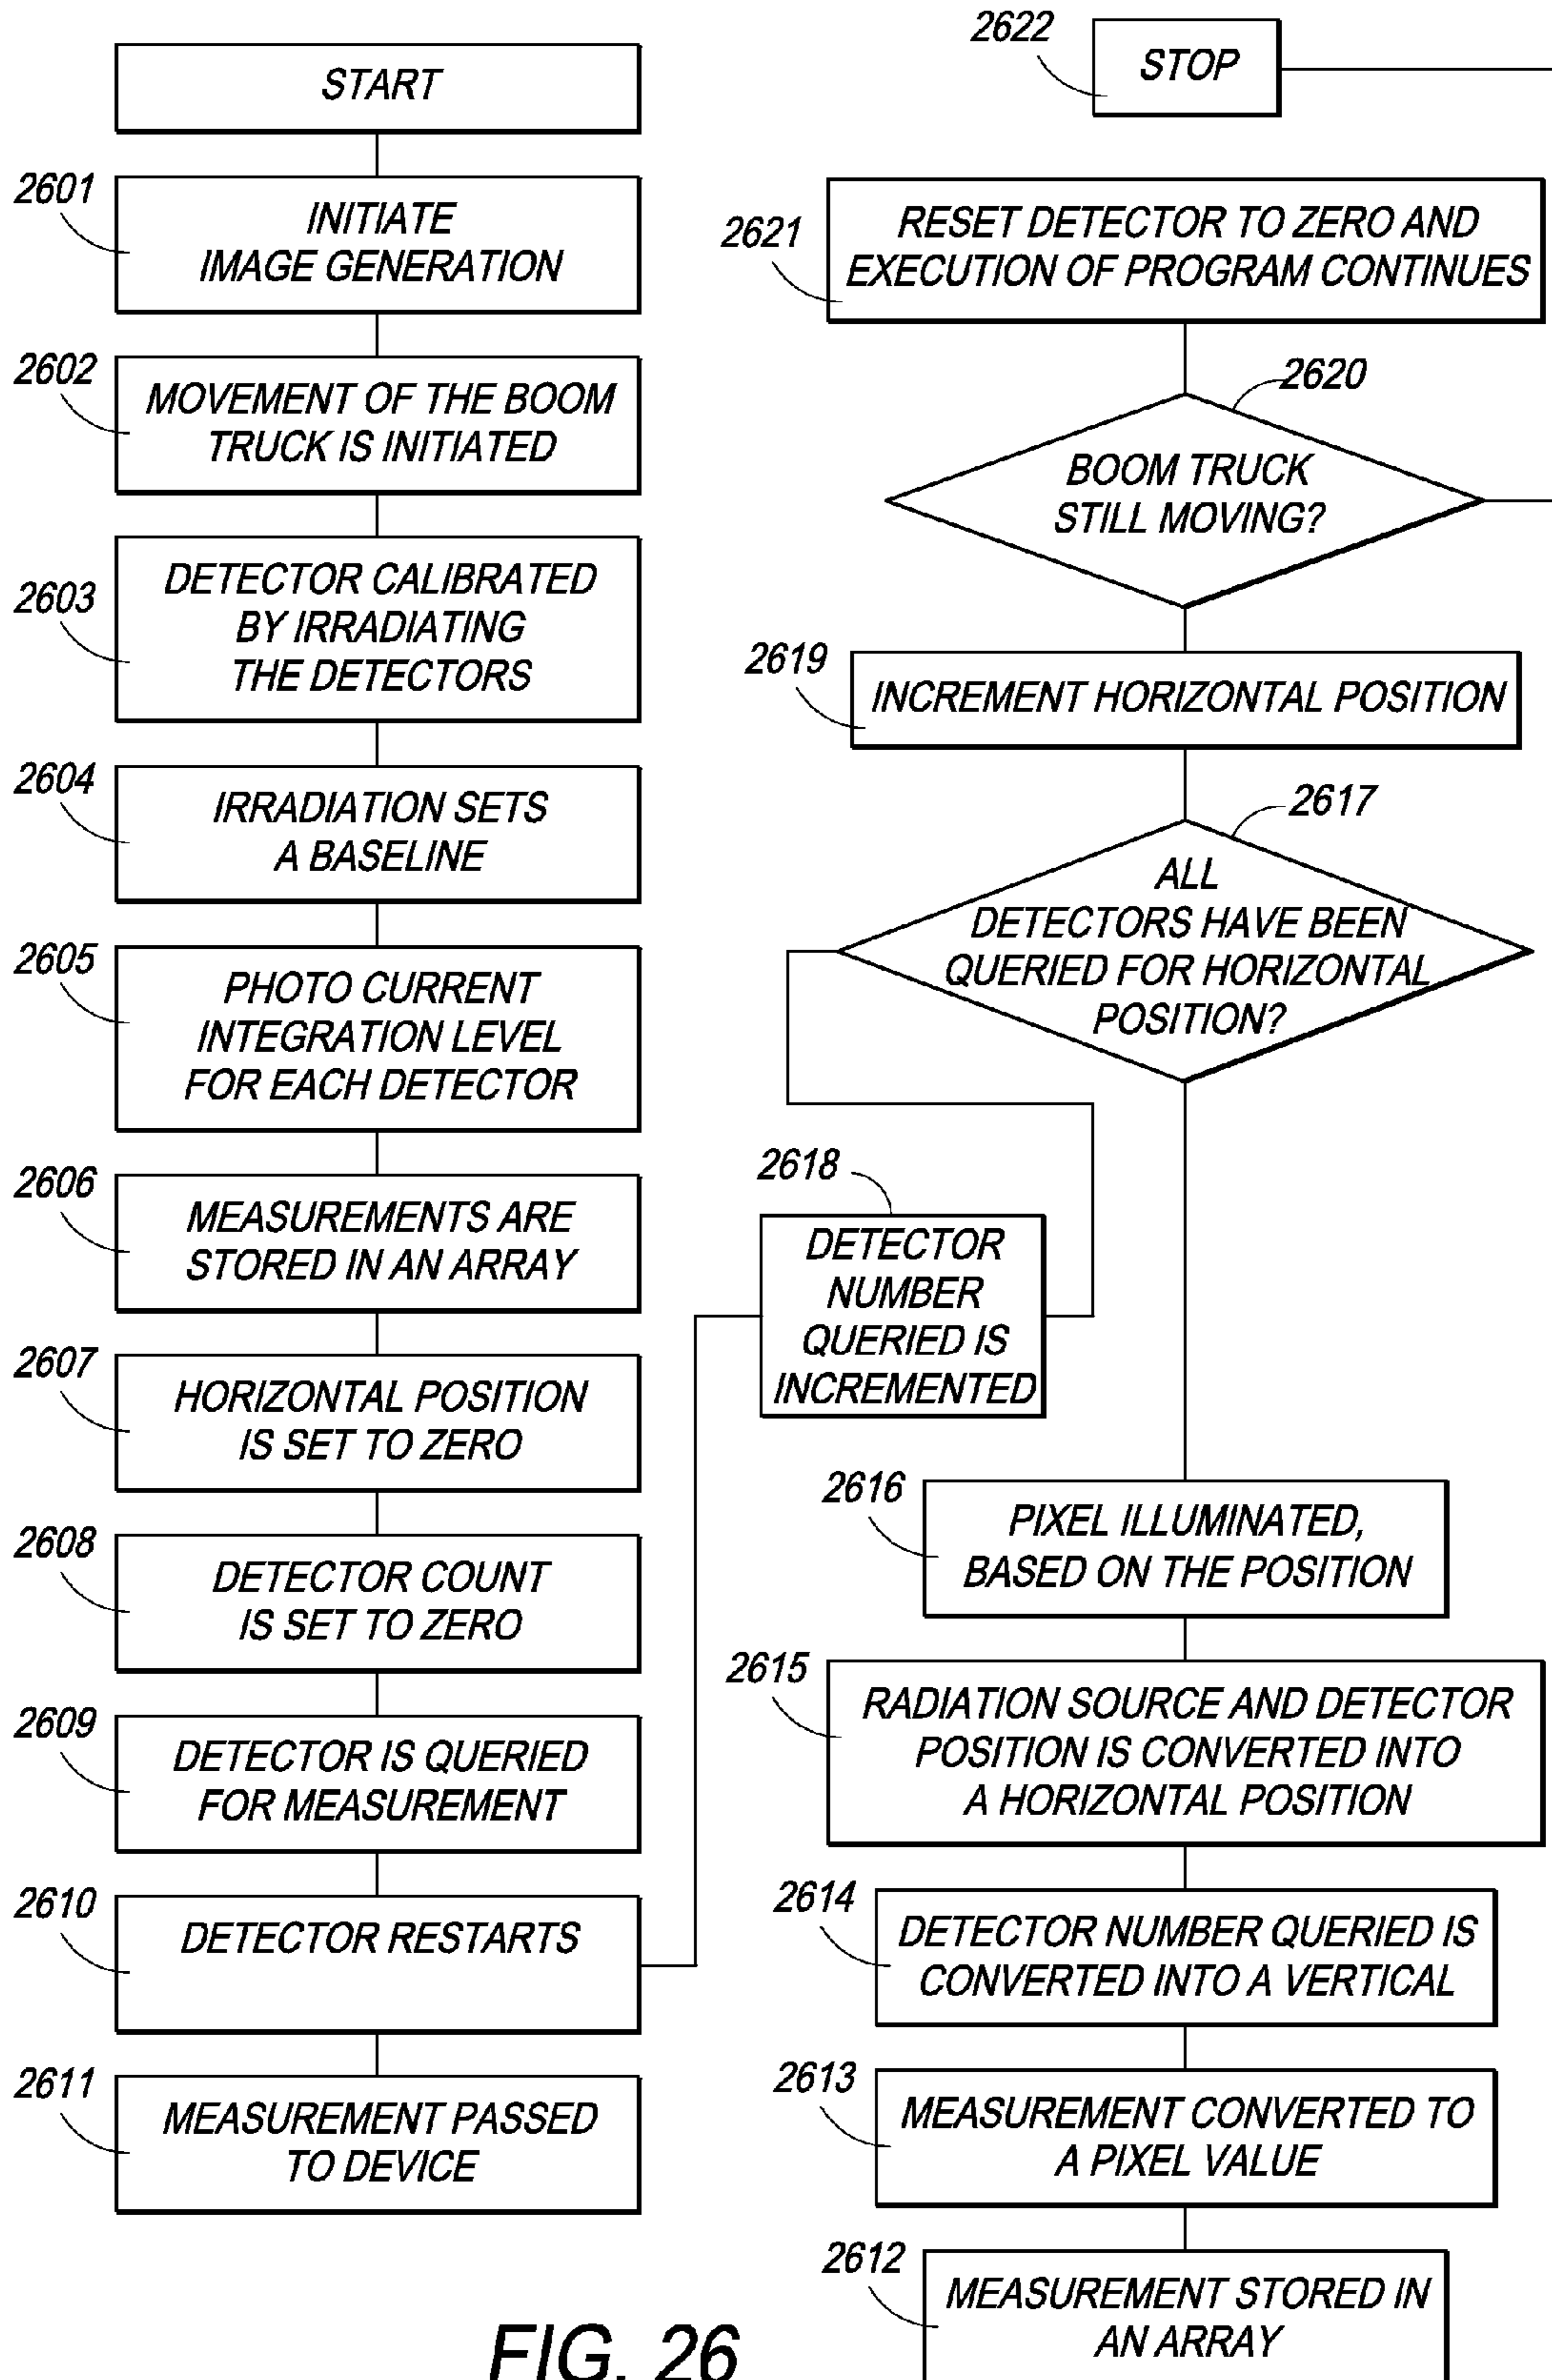 START
2601
INITIATE
IMAGE GENERATION
2602
MOVEMENT OF THE BOOM
TRUCK IS INITIATED
2603
DETECTOR CALIBRATED
BY IRRADIATING
THE DETECTORS
2604
IRRADIATION SETS
A BASELINE
2605
PHOTO CURRENT
INTEGRATION LEVEL
FOR EACH DETECTOR
2606
MEASUREMENTS ARE
STORED IN AN ARRAY
2607
HORIZONTAL POSITION
IS SET TO ZERO
2608
DETECTOR COUNT
IS SET TO ZERO
2609
DETECTOR IS QUERIED
FOR MEASUREMENT
2610
DETECTOR RESTARTS
2611
MEASUREMENT PASSED
TO DEVICE
2622
STOP
2621
RESET DETECTOR TO ZERO AND
EXECUTION OF PROGRAM CONTINUES
2620
BOOM TRUCK
STILL MOVING?
2619
INCREMENT HORIZONTAL POSITION
2617
ALL
DETECTORS HAVE BEEN
QUERIED FOR HORIZONTAL
POSITION?
2618
DETECTOR
NUMBER
QUERIED IS
INCREMENTED
2616
PIXEL ILLUMINATED,
BASED ON THE POSITION
2615
RADIATION SOURCE AND DETECTOR
POSITION IS CONVERTED INTO
A HORIZONTAL POSITION
2614
DETECTOR NUMBER QUERIED IS
CONVERTED INTO A VERTICAL
2613
MEASUREMENT CONVERTED TO
A PIXEL VALUE
2612
MEASUREMENT STORED IN
AN ARRAY
FIG. 26